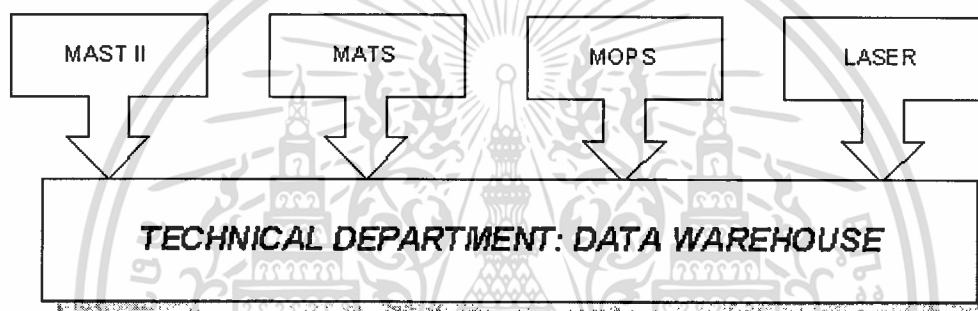 MAST II
MATS
MOPS
LASER
TECHNICAL DEPARTMENT: DATA WAREHOUSE